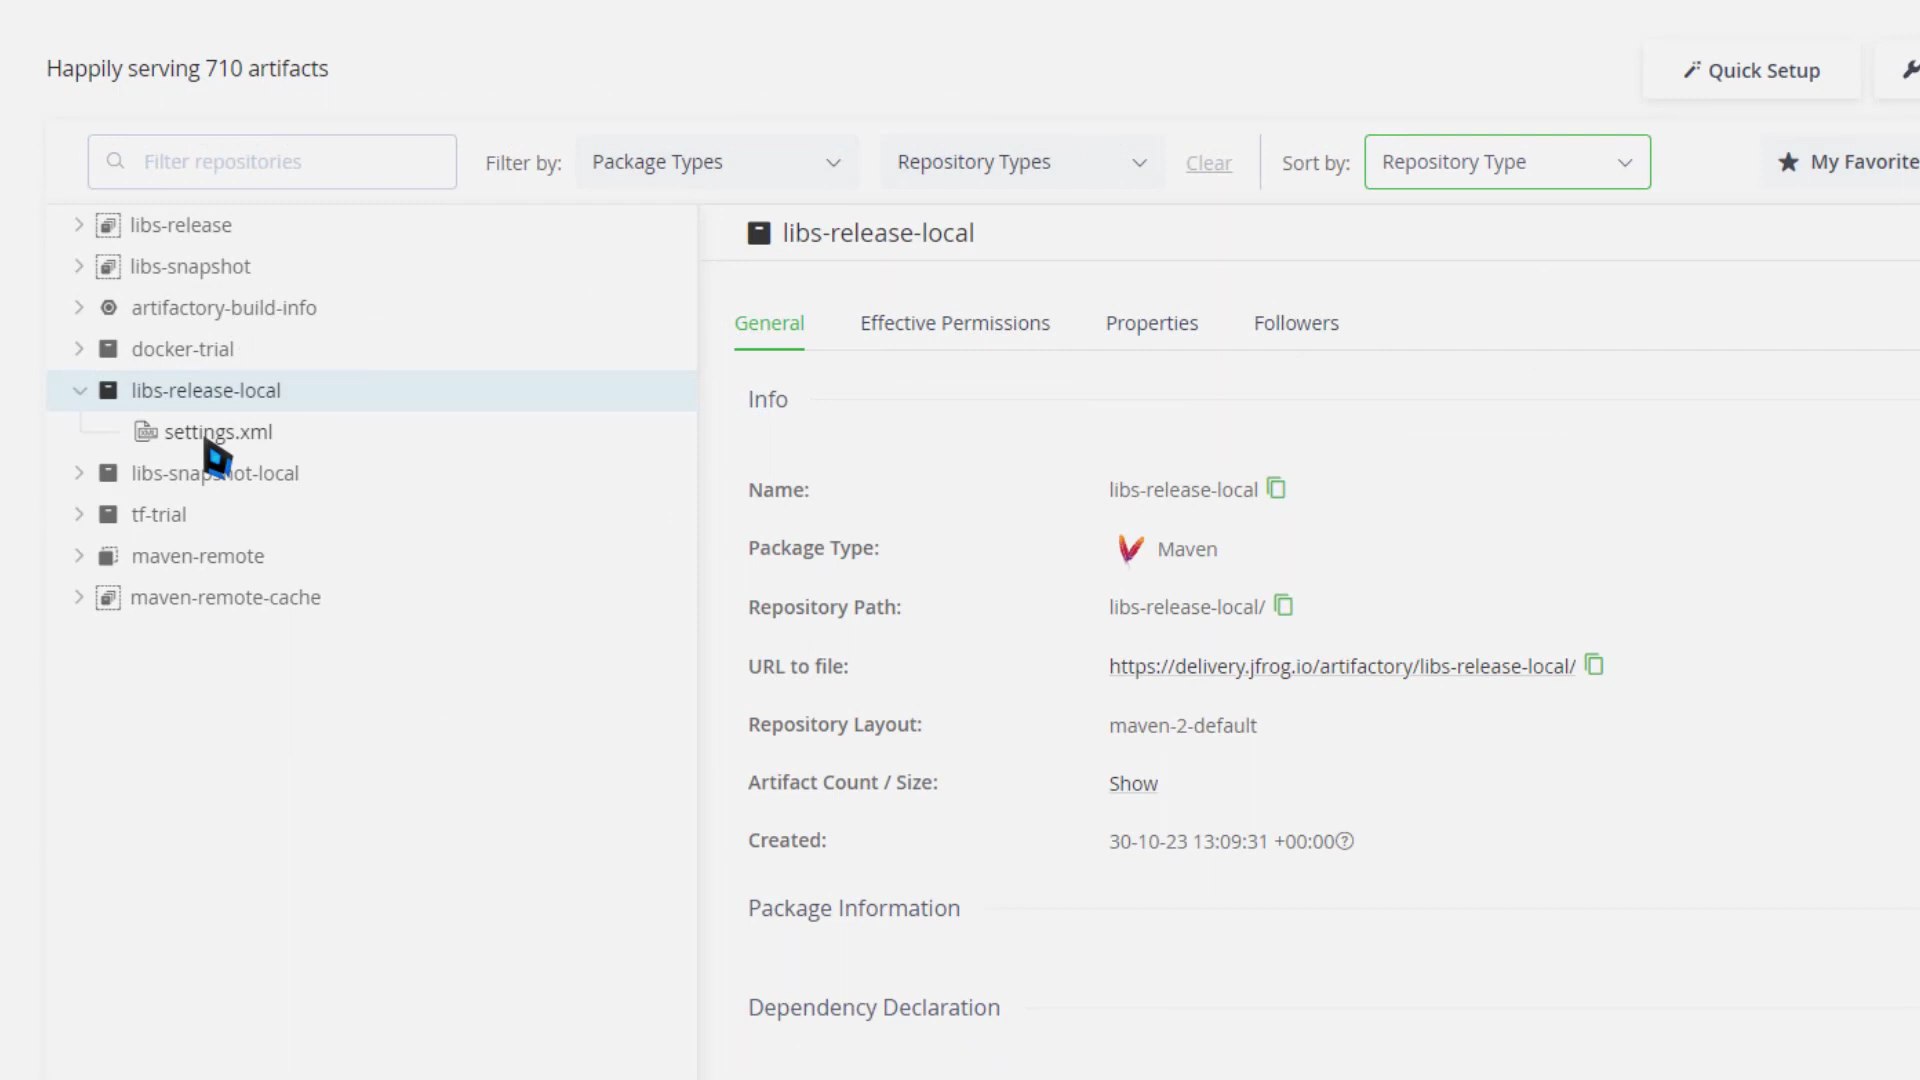 Happily serving 710 artifacts
Quick Setup
Filter repositories
Filter by:
Package Types
Repository Types
Clear
Sort by:
Repository Type
My Favorite
libs-release
libs-snapshot
artifactory-build-info
docker-trial
libs-release-local
settings.xml
libs-snapshot-local
tf-trial
maven-remote
maven-remote-cache
libs-release-local
General
Effective Permissions
Properties
Followers
Info
Name:
libs-release-local
Package Type:
Maven
Repository Path:
libs-release-local/
URL to file:
https://delivery.jfrog.io/artifactory/libs-release-local/
Repository Layout:
maven-2-default
Artifact Count / Size:
Show
Created:
30-10-23 13:09:31 +00:00
Package Information
Dependency Declaration